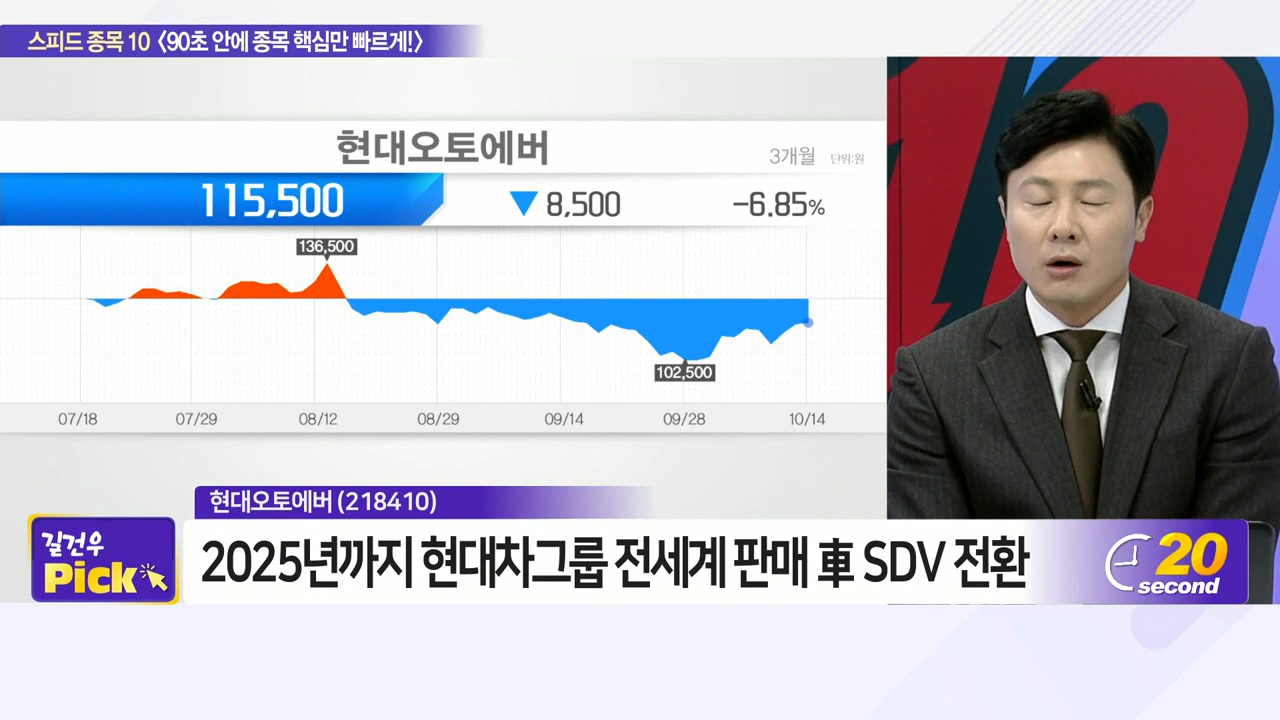 스피드 종목 10 〈90초 안에 종목 핵심만 빠르게!〉
현대오토에버
3개월 단위:원
115,500 ▼ 8,500 -6.85%
136,500
102,500
07/18 07/29 08/12 08/29 09/14 09/28 10/14
현대오토에버 (218410)
길건우
Pick
2025년까지 현대차그룹 전세계 판매 車 SDV 전환
20
second